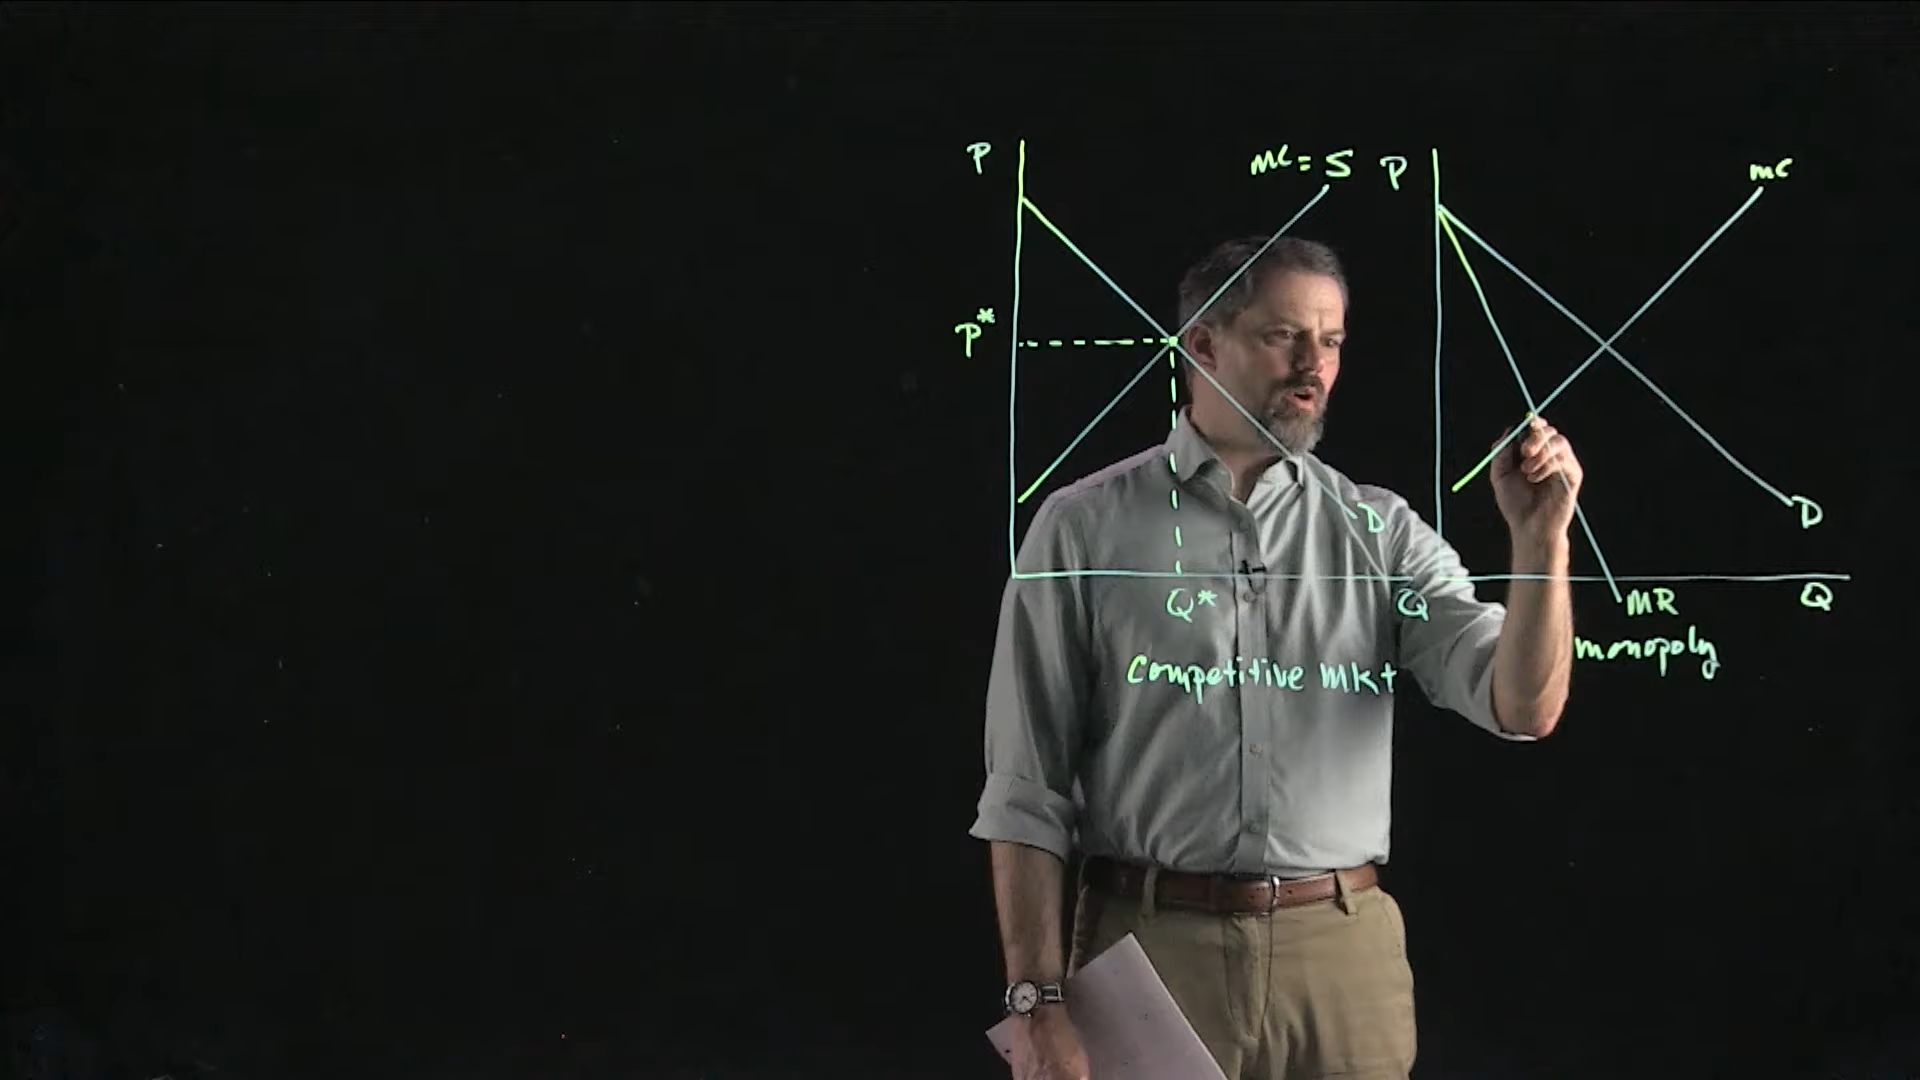 P
MC = S
P*
D
Q*
Q
Competitive Mkt
P
MC
D
MR
Q
monopoly